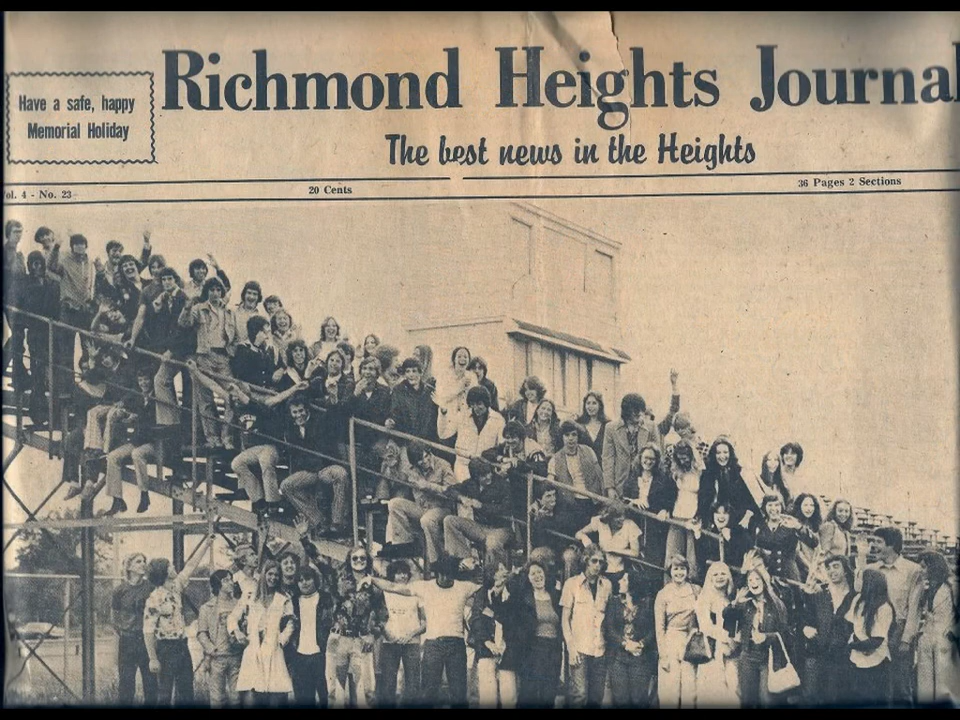 Have a safe, happy
Memorial Holiday
Richmond Heights Journal
The best news in the Heights
Vol. 4 - No. 23
20 Cents
36 Pages 2 Sections